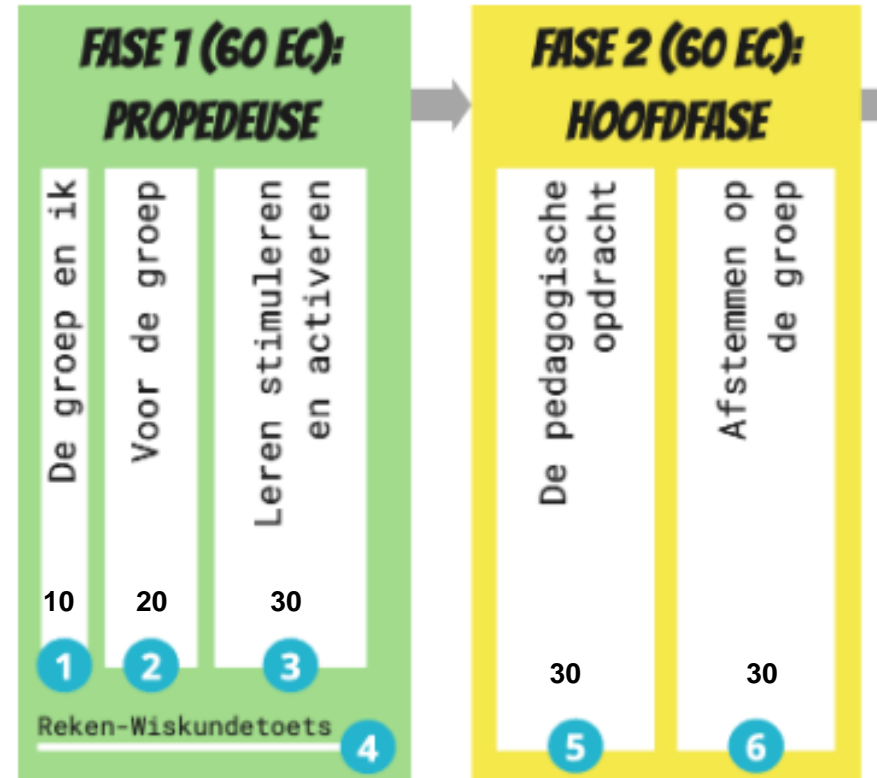 FASE 1 (60 EC):
PROPEDEUSE
De groep en ik
10
1
Voor de groep
20
2
Leren stimuleren
en activeren
30
3
Reken-Wiskundetoets
4
FASE 2 (60 EC):
HOOFDFASE
De pedagogische
opdracht
30
5
Afstemmen op
de groep
30
6